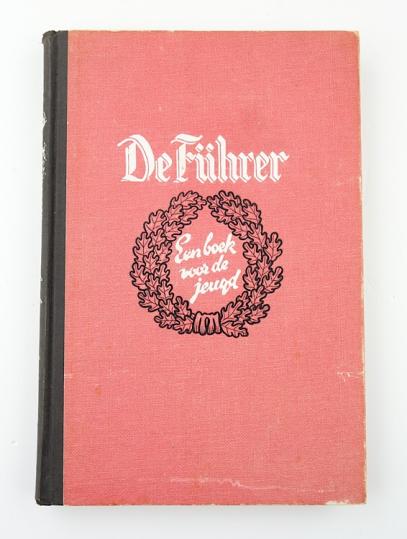 De Führer
Een boek
voor de
jeugd